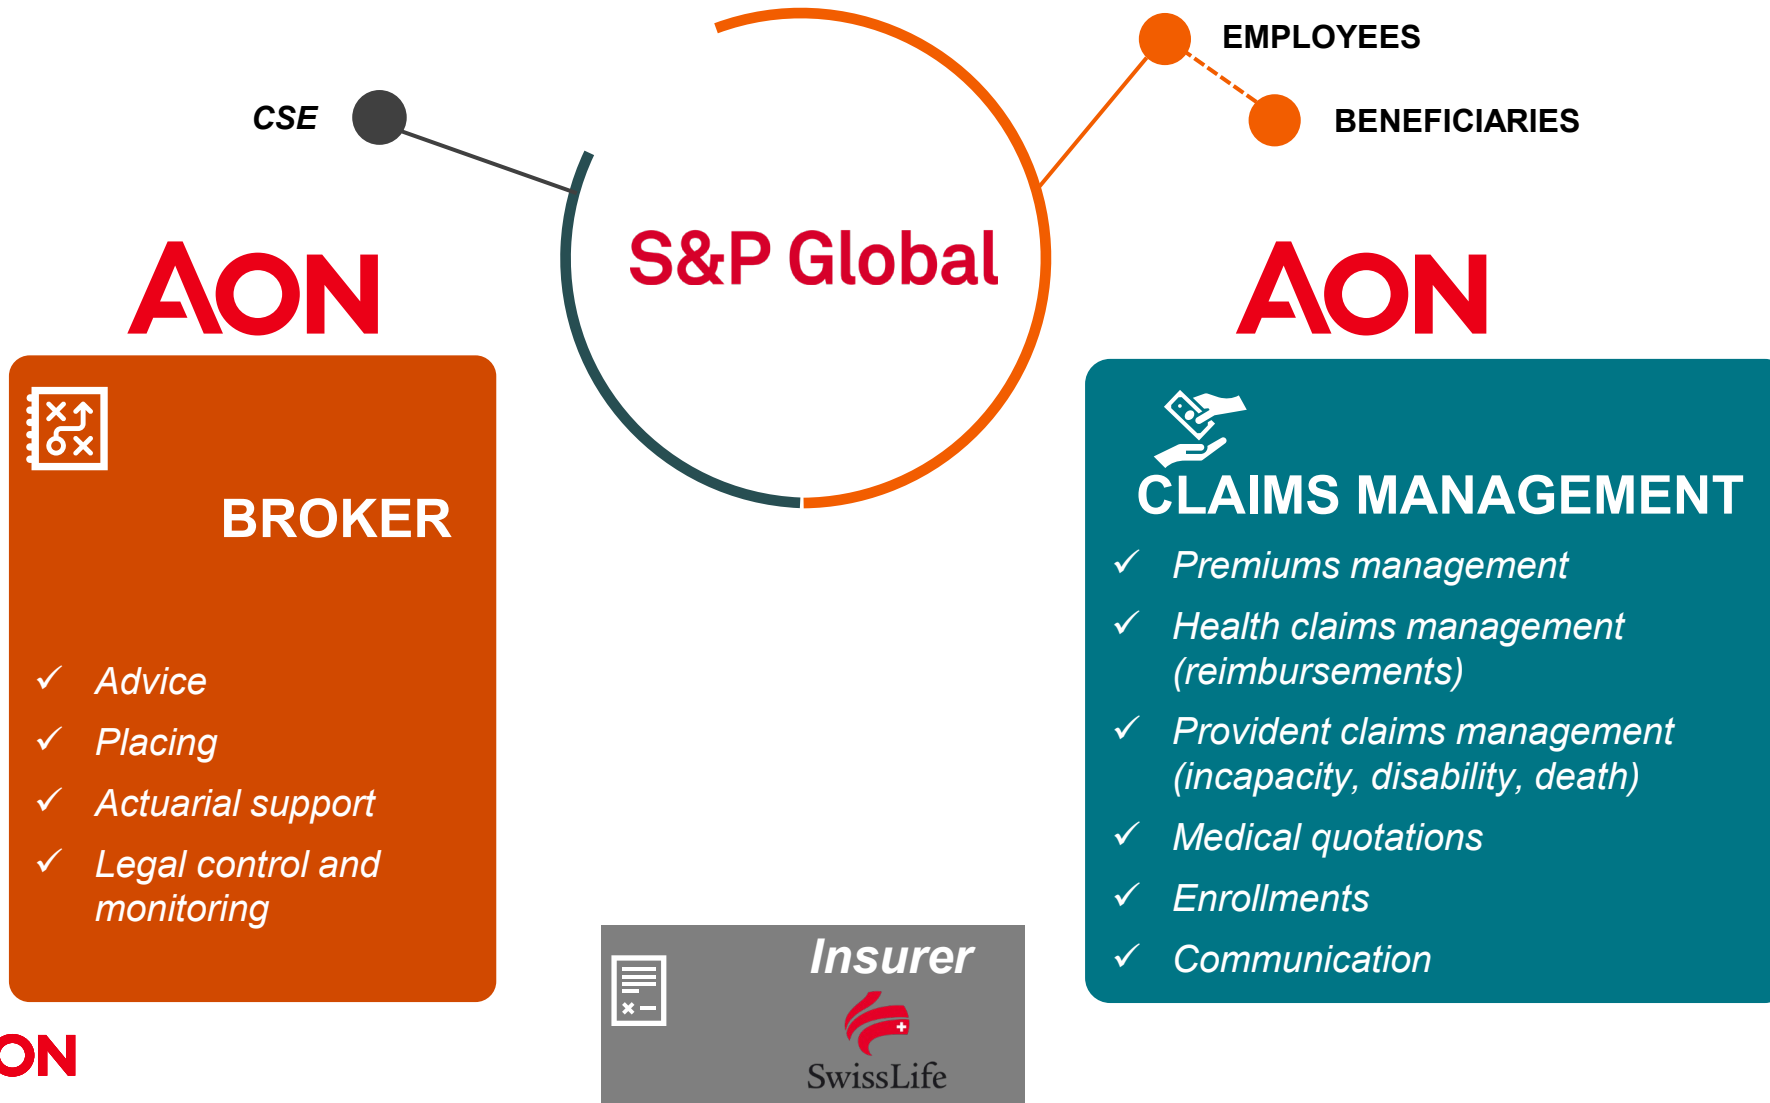 EMPLOYEES
CSE
BENEFICIARIES
S&P Global
AON
AON
BROKER
Advice
Placing
Actuarial support
Legal control and
monitoring
CLAIMS MANAGEMENT
Premiums management
Health claims management
(reimbursements)
Provident claims management
(incapacity, disability, death)
Medical quotations
Enrollments
Communication
Insurer
SwissLife
ON